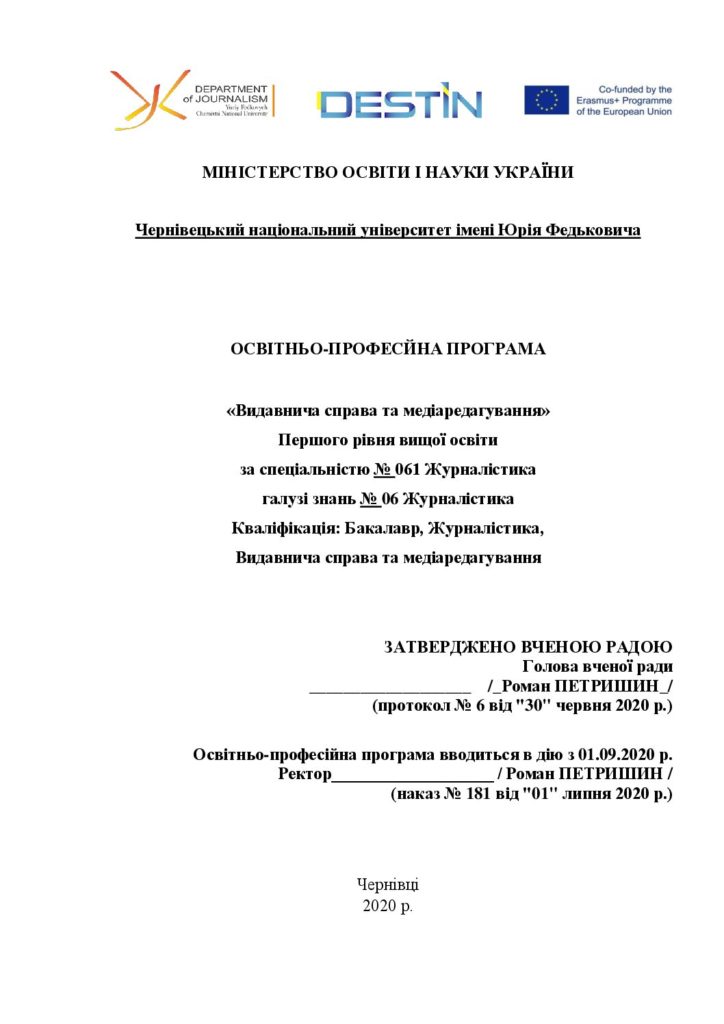 DEPARTMENT
of JOURNALISM
Yuriy Fedkovych
Chernivtsi National University
DESTIN
Co-funded by the
Erasmus+ Programme
of the European Union
МІНІСТЕРСТВО ОСВІТИ І НАУКИ УКРАЇНИ
Чернівецький національний університет імені Юрія Федьковича
ОСВІТНЬО-ПРОФЕСЙНА ПРОГРАМА
«Видавнича справа та медіаредагування»
Першого рівня вищої освіти
за спеціальністю № 061 Журналістика
галузі знань № 06 Журналістика
Кваліфікація: Бакалавр, Журналістика,
Видавнича справа та медіаредагування
ЗАТВЕРДЖЕНО ВЧЕНОЮ РАДОЮ
Голова вченої ради
___________________ /_Роман ПЕТРИШИН_/
(протокол № 6 від "30" червня 2020 р.)
Освітньо-професійна програма вводиться в дію з 01.09.2020 р.
Ректор___________________ / Роман ПЕТРИШИН /
(наказ № 181 від "01" липня 2020 р.)
Чернівці
2020 р.